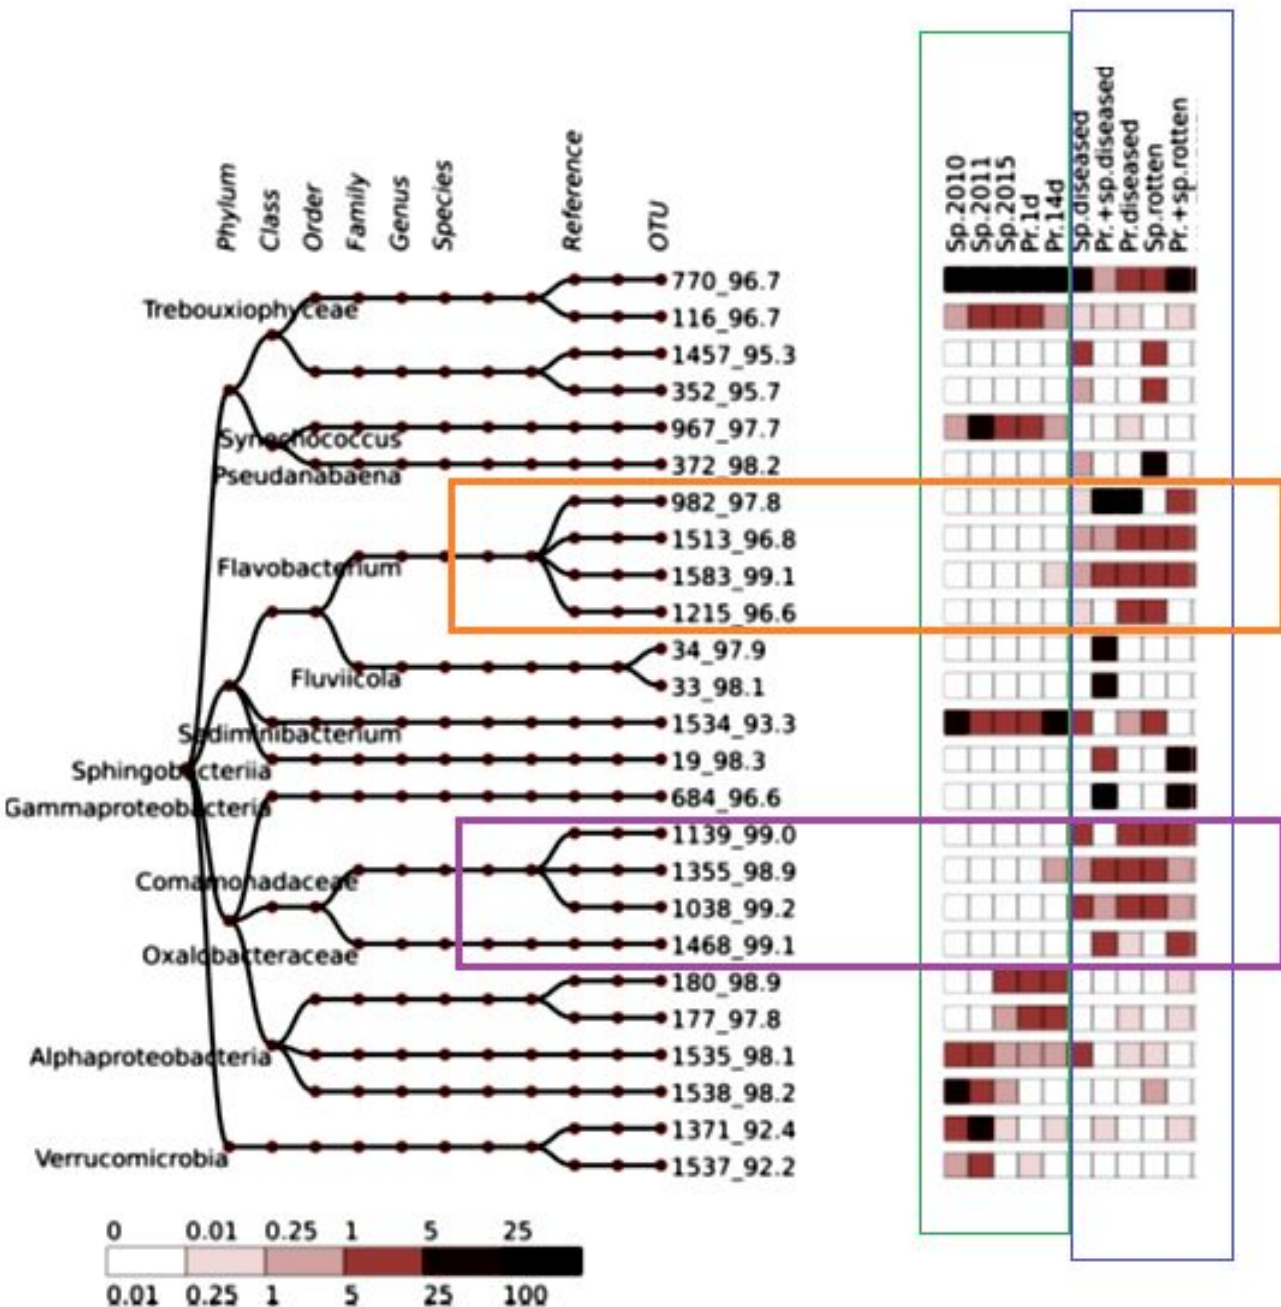 Phylum
Class
Order
Family
Genus
Species
Reference
OTU
Sp.2010
Sp.2011
Sp.2015
Pr.1d
Pr.14d
Sp.diseased
Pr.+sp.diseased
Pr.diseased
Sp.rotten
Pr.+sp.rotten
770_96.7
Trebouxiophyceae
116_96.7
1457_95.3
352_95.7
967_97.7
Synechococcus
372_98.2
Pseudanabaena
982_97.8
1513_96.8
Flavobacterium
1583_99.1
1215_96.6
34_97.9
Fluviicola
33_98.1
1534_93.3
Sediminibacterium
19_98.3
Sphingobacteriia
684_96.6
Gammaproteobacteria
1139_99.0
1355_98.9
Comamonadaceae
1038_99.2
1468_99.1
Oxalobacteraceae
180_98.9
177_97.8
1535_98.1
Alphaproteobacteria
1538_98.2
1371_92.4
Verrucomicrobia
1537_92.2
0 0.01 0.25 1 5 25
0.01 0.25 1 5 25 100